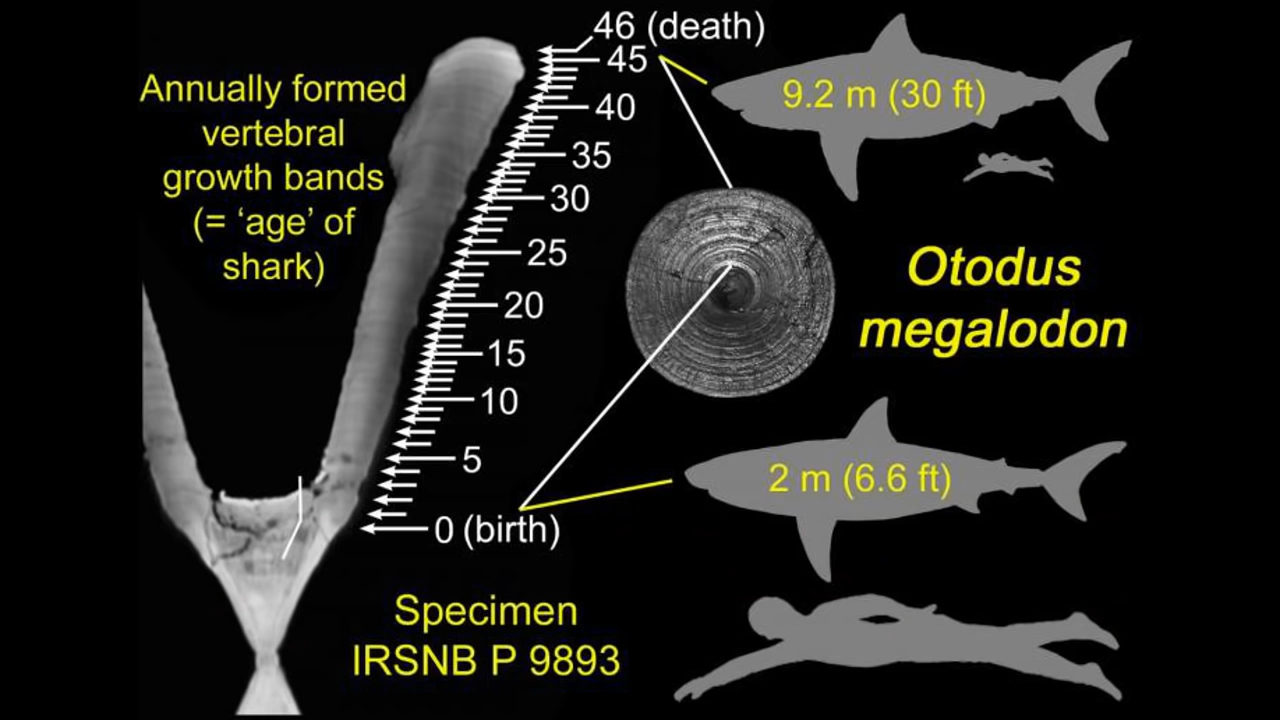 Annually formed
vertebral
growth bands
(= ‘age’ of
shark)
46 (death)
45
40
35
30
25
20
15
10
5
0 (birth)
9.2 m (30 ft)
Otodus
megalodon
2 m (6.6 ft)
Specimen
IRSNB P 9893